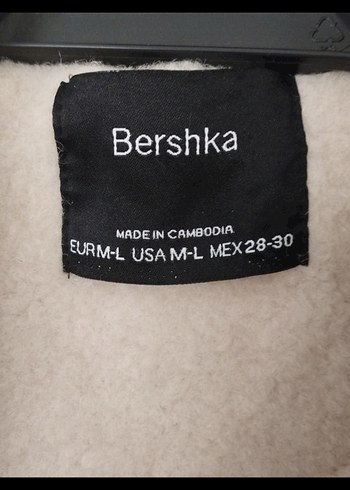 Bershka
MADE IN CAMBODIA
EUR M-L USA M-L MEX 28-30